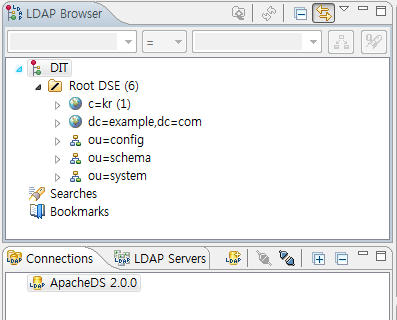 LDAP Browser
=
DIT
Root DSE (6)
c=kr (1)
dc=example,dc=com
ou=config
ou=schema
ou=system
Searches
Bookmarks
Connections
LDAP Servers
ApacheDS 2.0.0